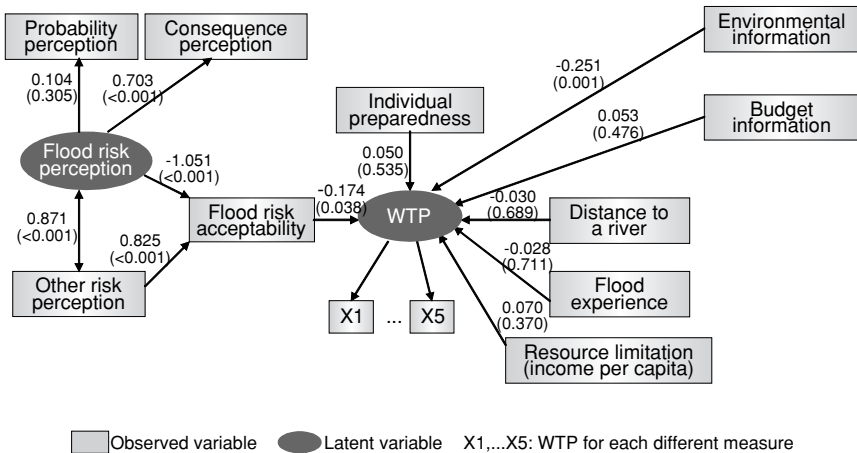 Probability
perception
Consequence
perception
Environmental
information
0.104
(0.305)
0.703
(<0.001)
-0.251
(0.001)
Individual
preparedness
Budget
information
0.053
(0.476)
Flood risk
perception
-1.051
(<0.001)
0.050
(0.535)
-0.174
(0.038)
Flood risk
acceptability
WTP
-0.030
(0.689)
Distance to
a river
0.871
(<0.001)
0.825
(<0.001)
-0.028
(0.711)
Other risk
perception
Flood
experience
X1 ... X5
0.070
(0.370)
Resource limitation
(income per capita)
Observed variable Latent variable X1,...X5: WTP for each different measure